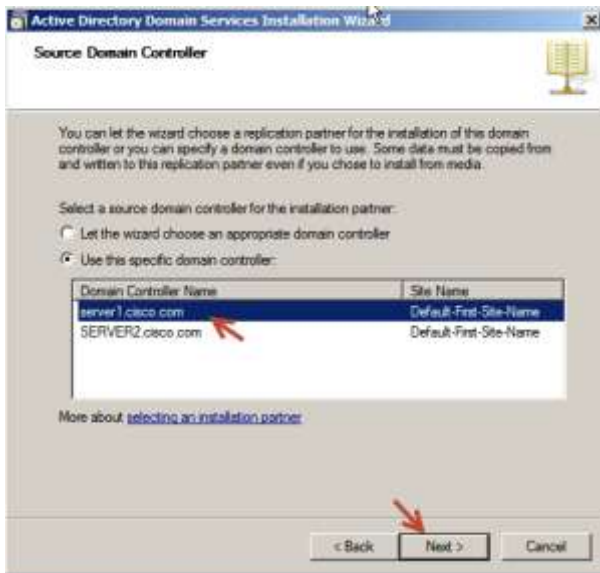 Active Directory Domain Services Installation Wizard
Source Domain Controller
You can let the wizard choose a replication partner for the installation of this domain
controller or you can specify a domain controller to use. Some data must be copied from
and written to this replication partner even if you chose to install from media.
Select a source domain controller for the installation partner:
Let the wizard choose an appropriate domain controller
Use this specific domain controller:
Domain Controller Name Site Name
server1.cisco.com Default-First-Site-Name
SERVER2.cisco.com Default-First-Site-Name
More about selecting an installation partner
< Back Next > Cancel